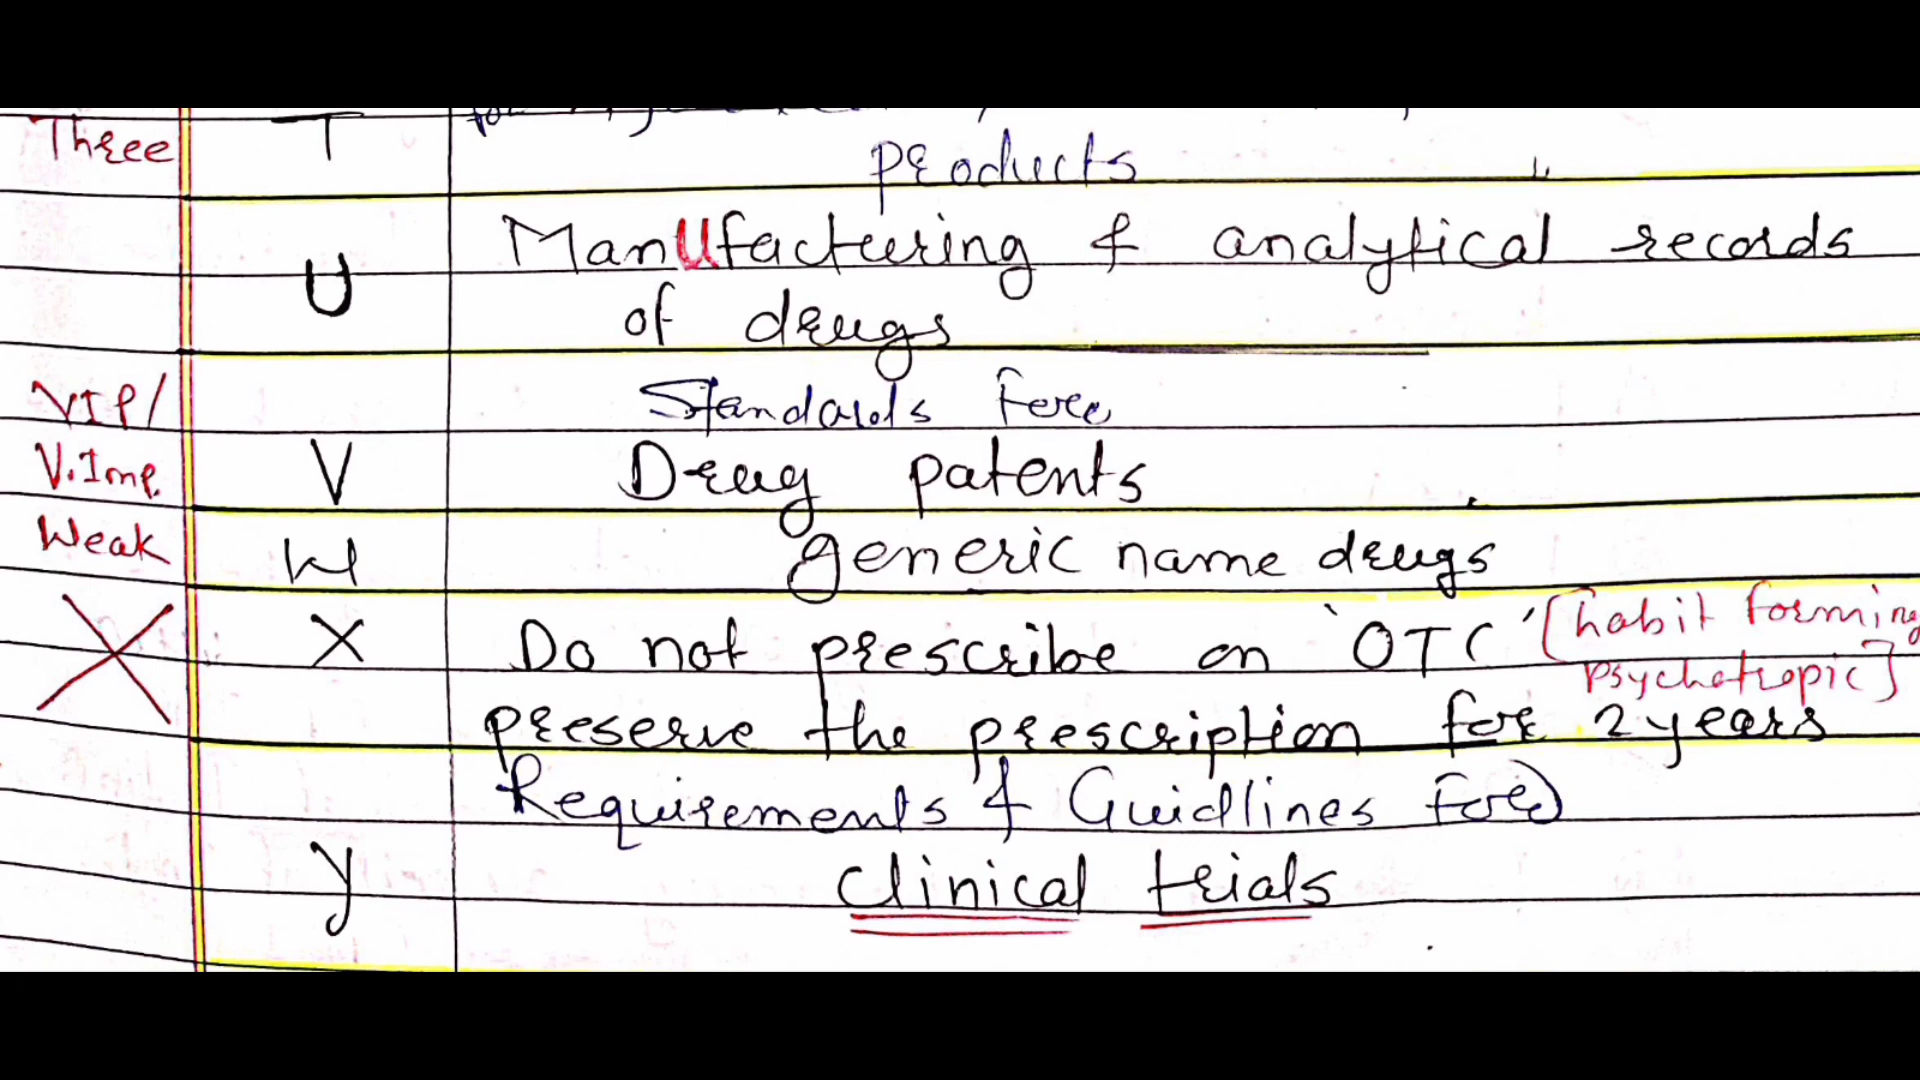 Three T
products
U Manufacturing & analytical records
of drugs
VIP/ Standards for
V.Imp. V Drug patents
Weak W generic name drugs
X Do not prescribe on 'OTC' [habit forming
psychotropic]
preserve the prescription for 2 years
Requirements & Guidlines for
Y clinical trials